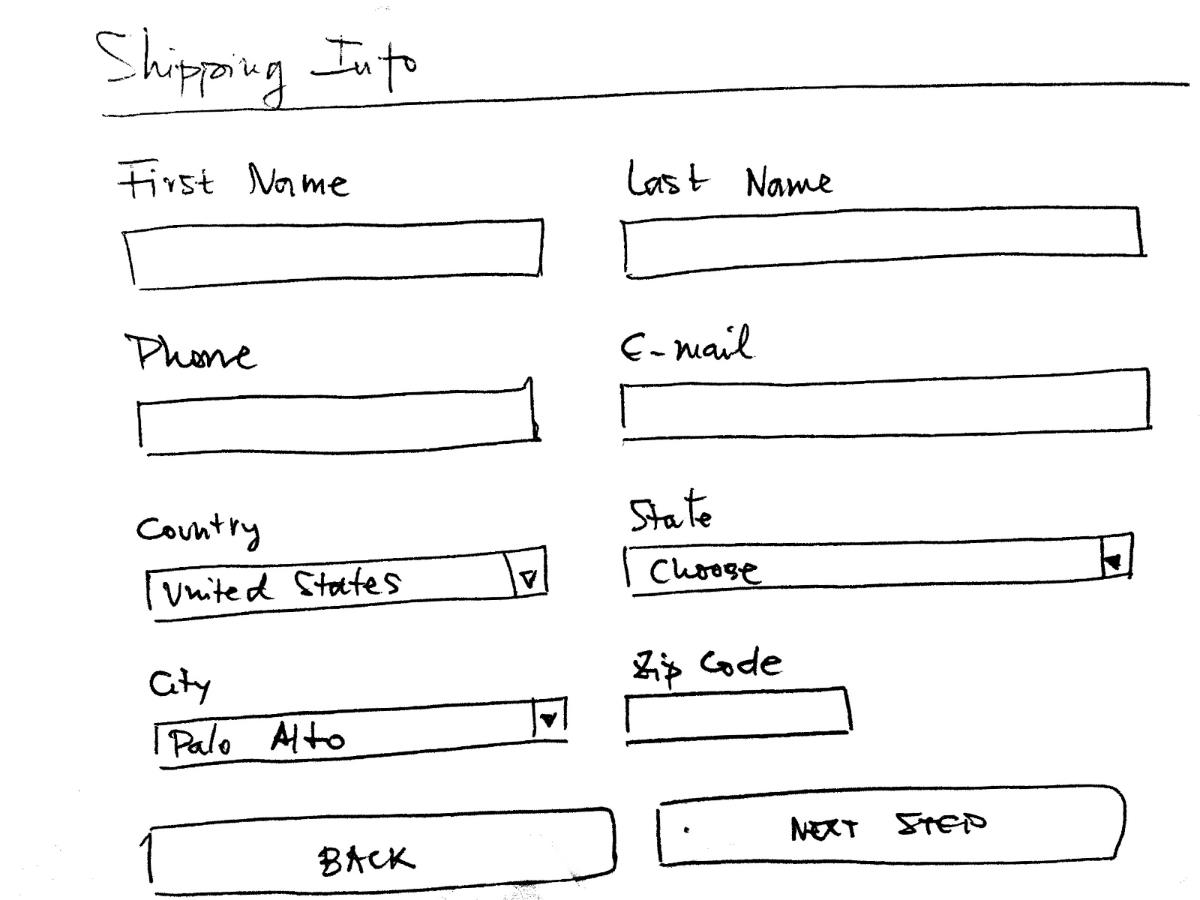 Shipping Info
First Name
Last Name
Phone
E-mail
Country
State
United States
Choose
City
Zip Code
Palo Alto
BACK
NEXT STEP